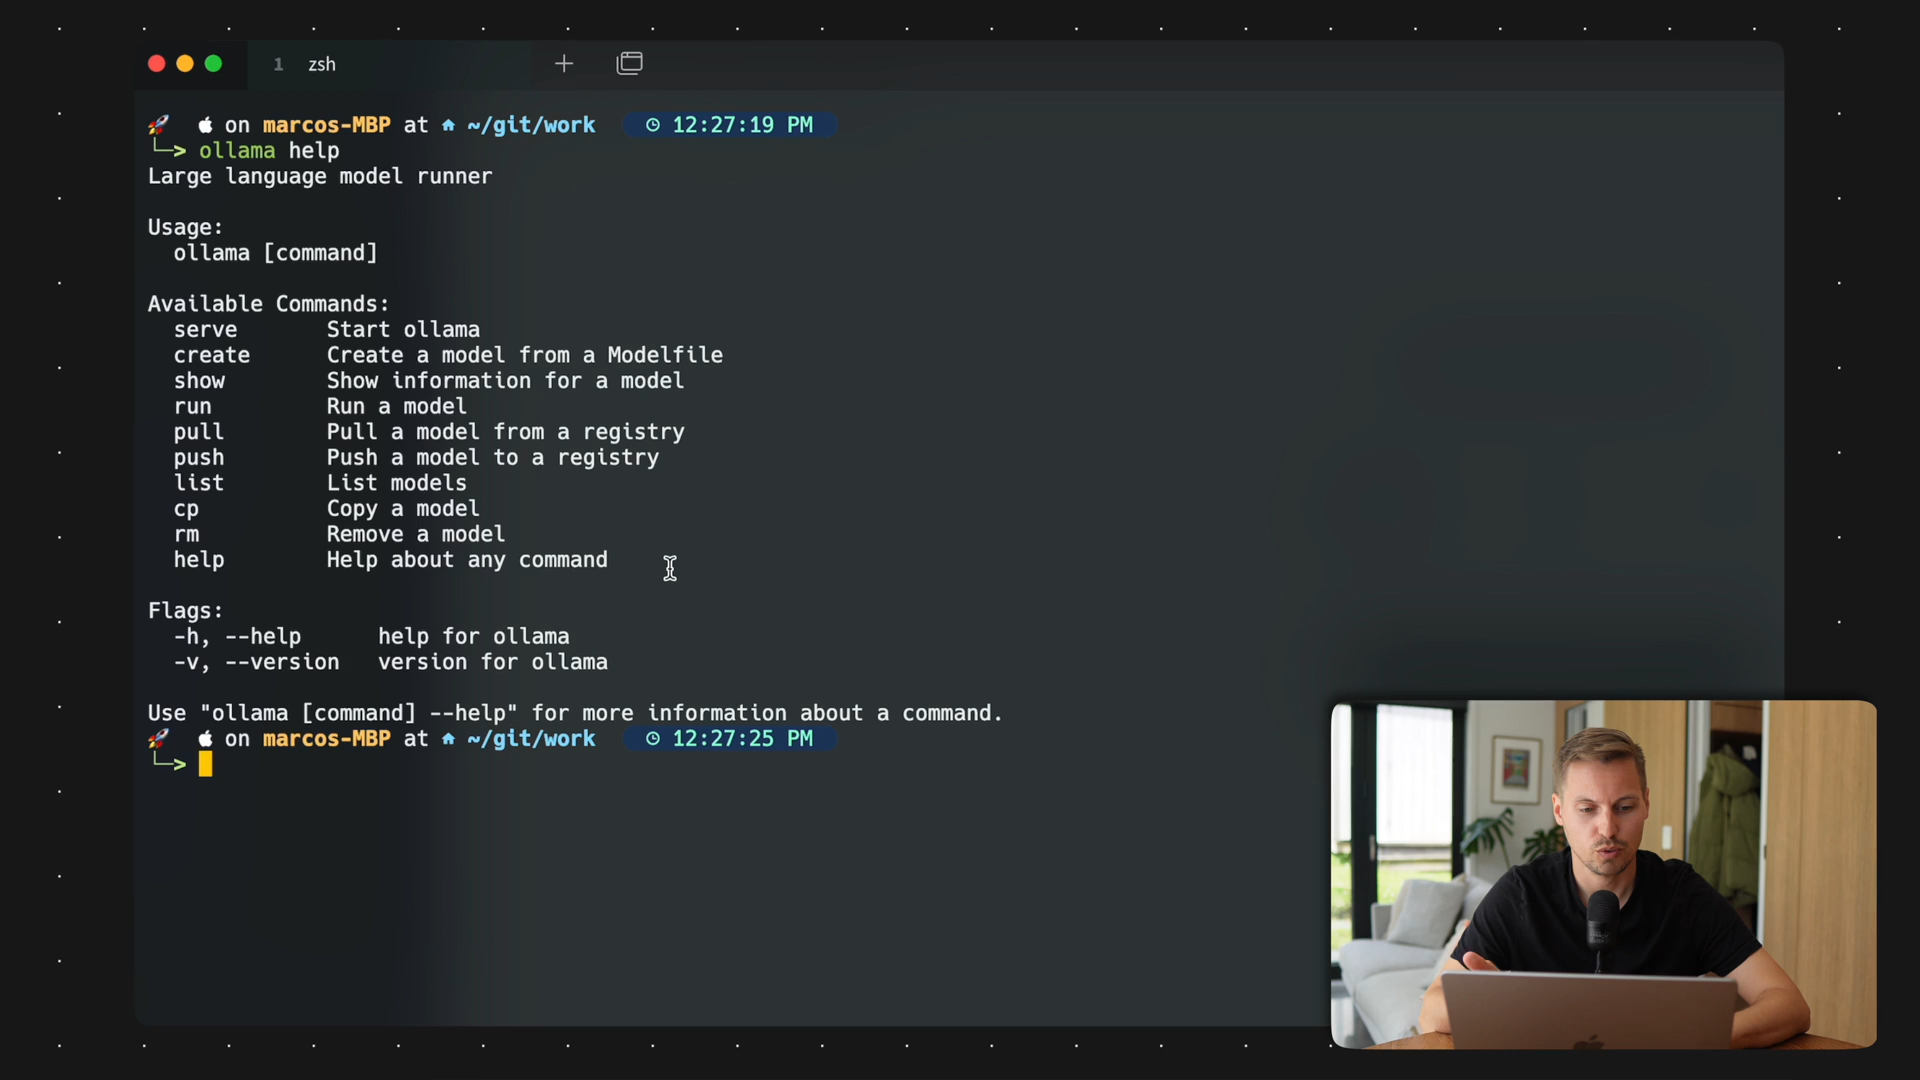 1 zsh
on marcos-MBP at ~/git/work 12:27:19 PM
└─> ollama help
Large language model runner
Usage:
ollama [command]
Available Commands:
serve Start ollama
create Create a model from a Modelfile
show Show information for a model
run Run a model
pull Pull a model from a registry
push Push a model to a registry
list List models
cp Copy a model
rm Remove a model
help Help about any command
Flags:
-h, --help help for ollama
-v, --version version for ollama
Use "ollama [command] --help" for more information about a command.
on marcos-MBP at ~/git/work 12:27:25 PM
└─>